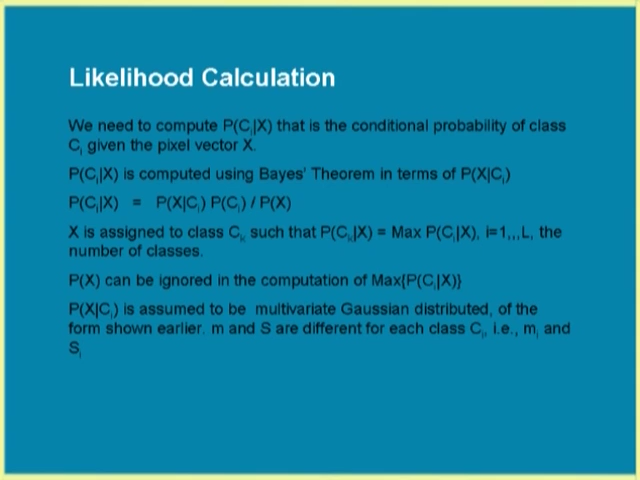 Likelihood Calculation
We need to compute P(Cᵢ|X) that is the conditional probability of class
Cᵢ given the pixel vector X.
P(Cᵢ|X) is computed using Bayes' Theorem in terms of P(X|Cᵢ)
P(Cᵢ|X) = P(X|Cᵢ) P(Cᵢ) / P(X)
X is assigned to class Cₖ such that P(Cₖ|X) = Max P(Cᵢ|X), i=1,,,L, the
number of classes.
P(X) can be ignored in the computation of Max{P(Cᵢ|X)}
P(X|Cᵢ) is assumed to be multivariate Gaussian distributed, of the
form shown earlier. m and S are different for each class Cᵢ, i.e., mᵢ and
Sᵢ